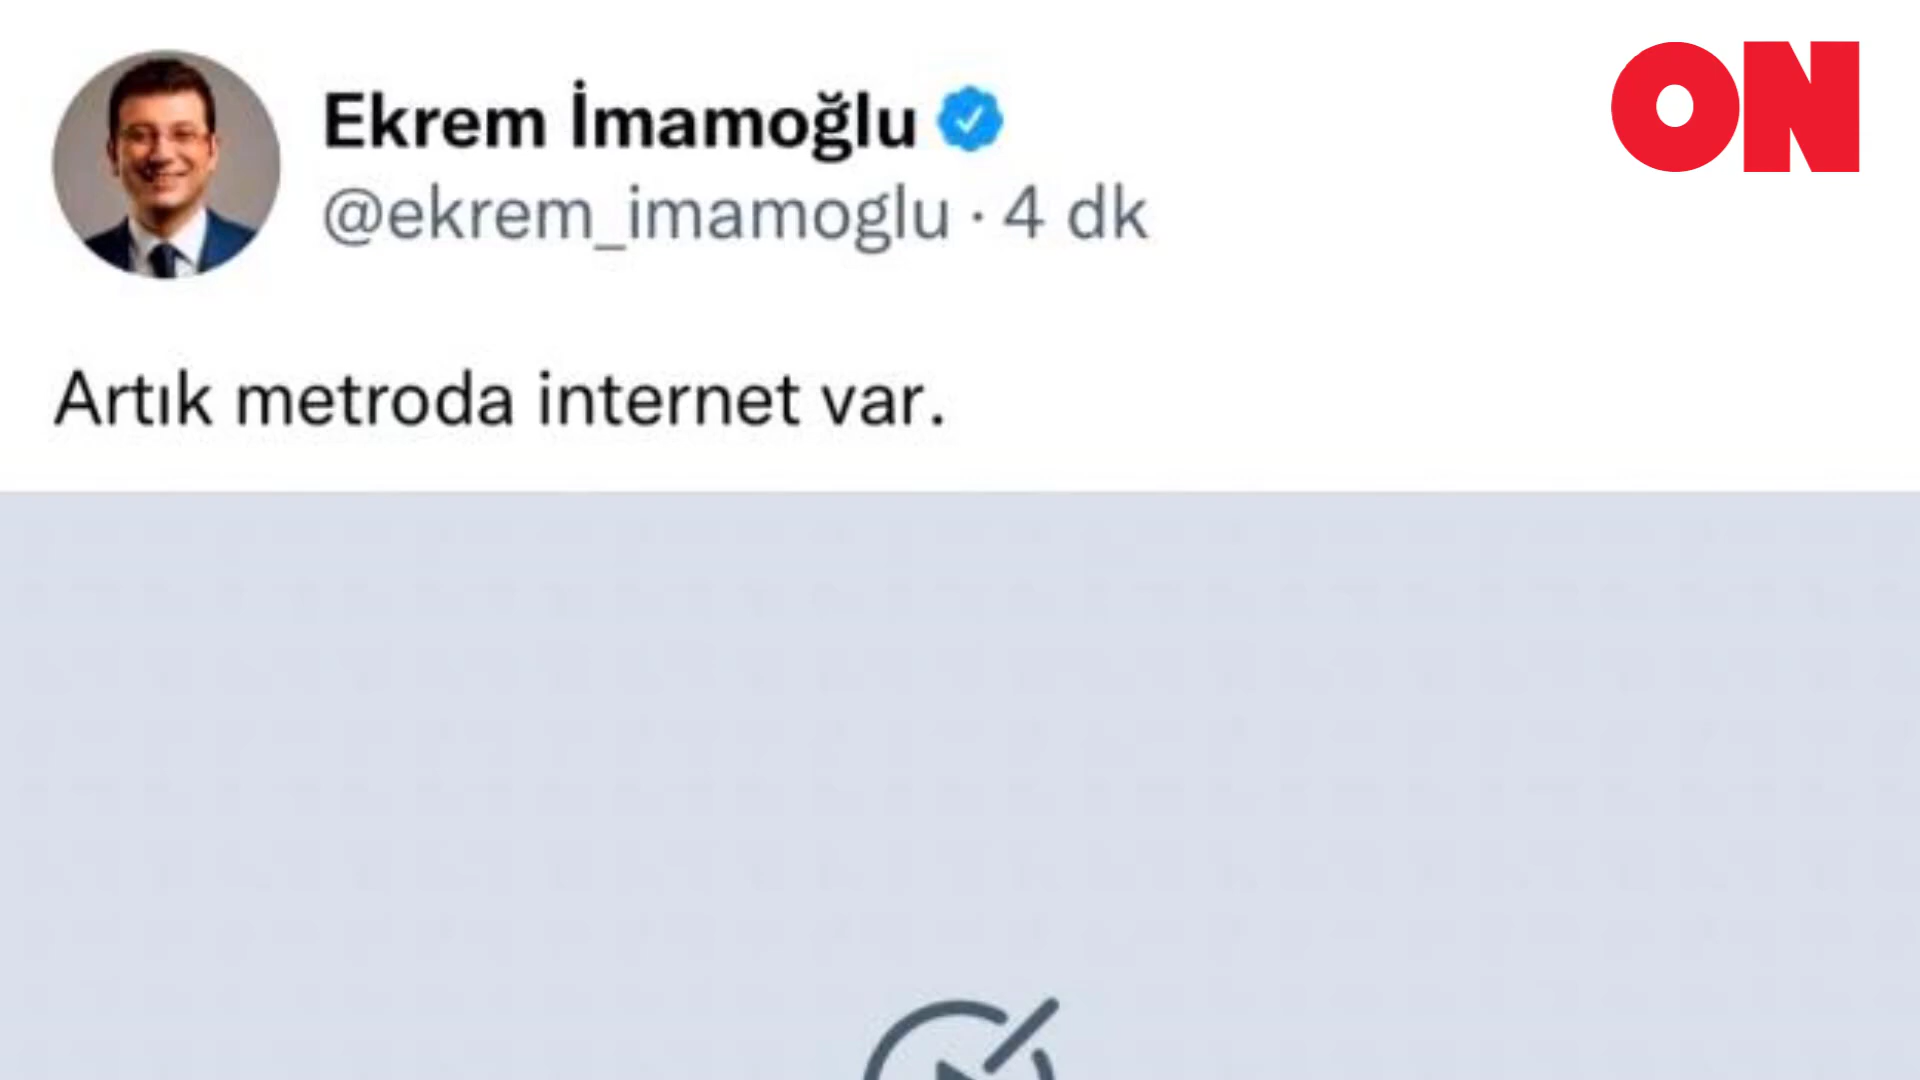 Ekrem İmamoğlu
@ekrem_imamoglu · 4 dk
ON
Artık metroda internet var.